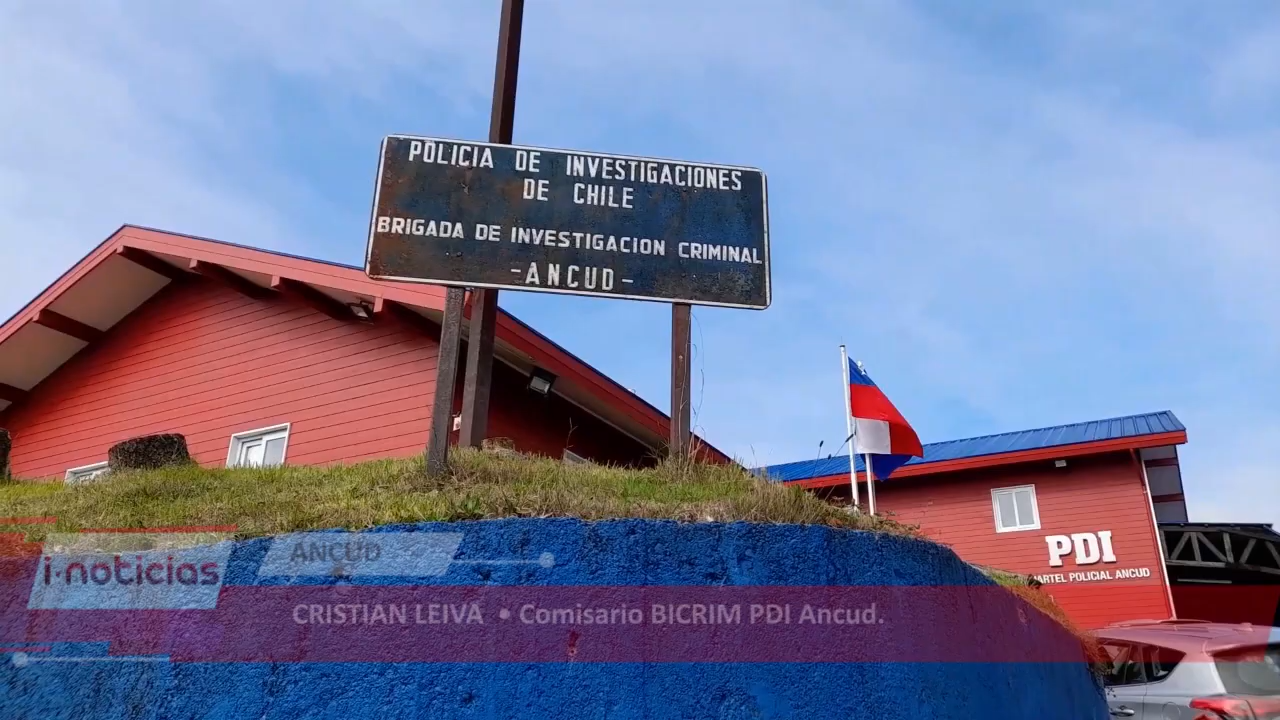 POLICIA DE INVESTIGACIONES
DE CHILE
BRIGADA DE INVESTIGACION CRIMINAL
-ANCUD-
PDI
ARTEL POLICIAL ANCUD
ANCUD
i·noticias
CRISTIAN LEIVA • Comisario BICRIM PDI Ancud.